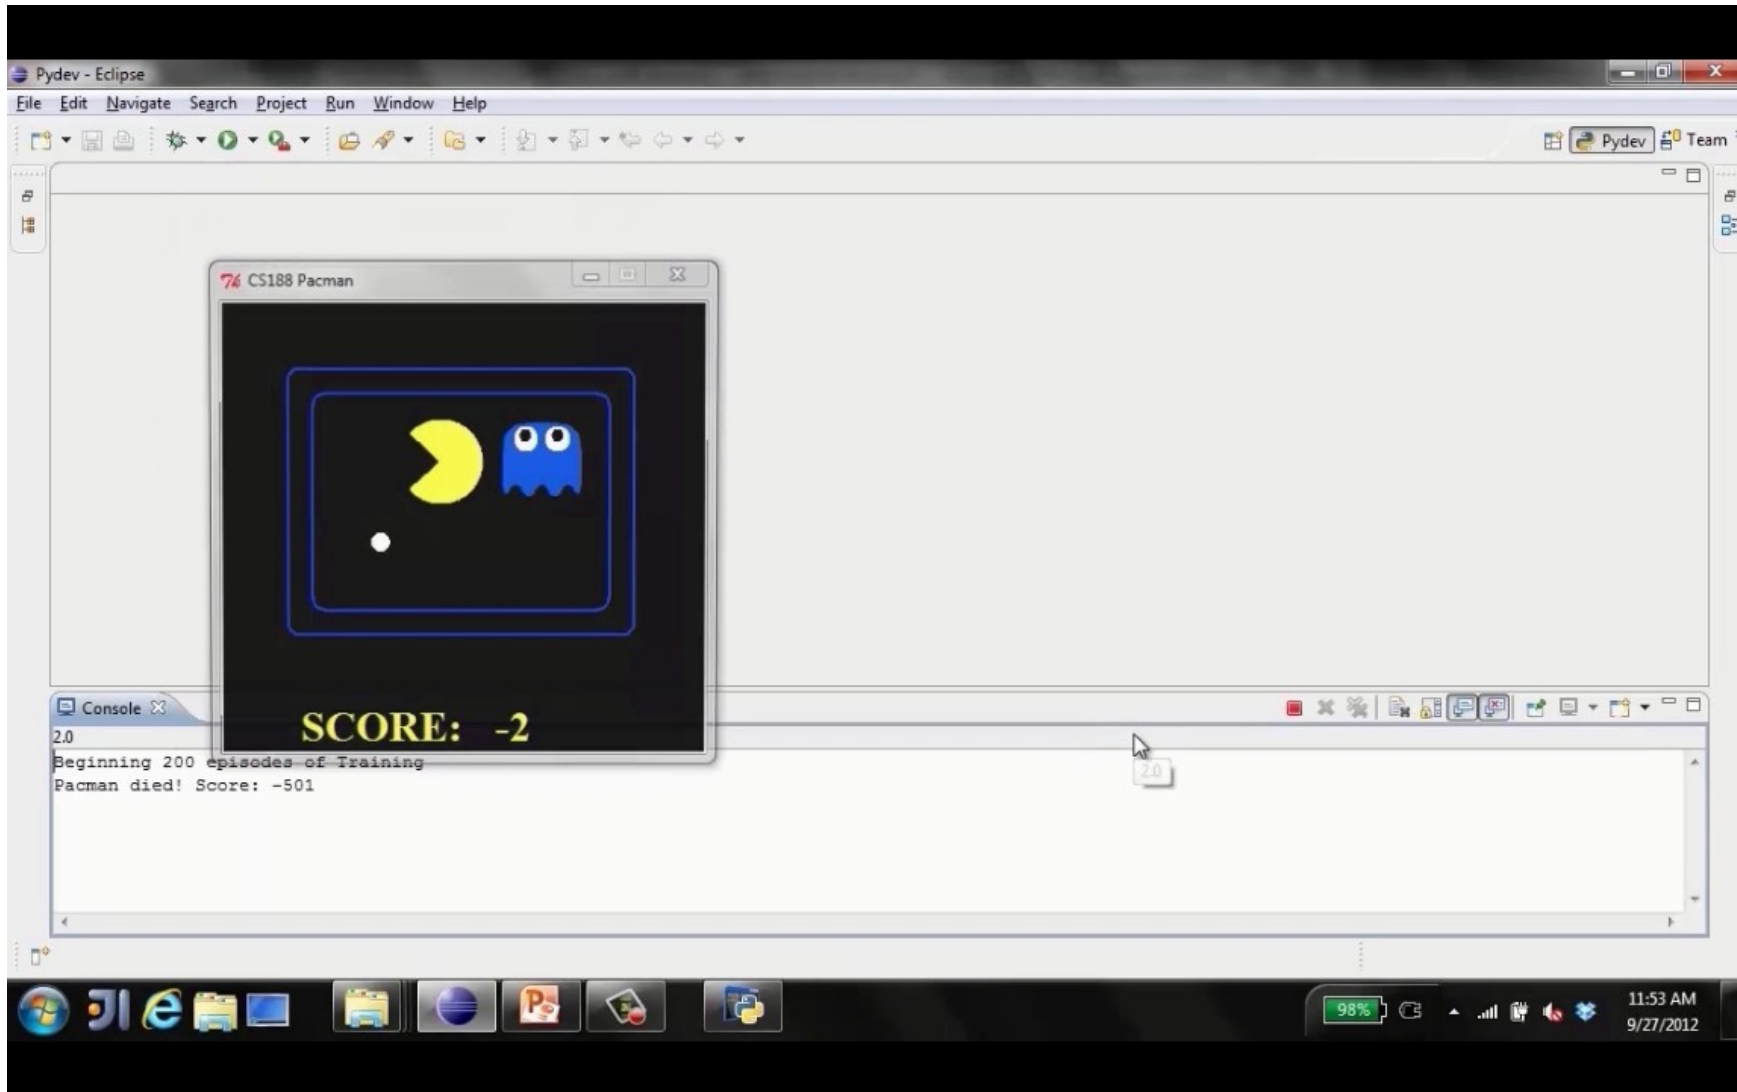 Pydev - Eclipse
File Edit Navigate Search Project Run Window Help
Pydev Team
CS188 Pacman
SCORE: -2
Console
2.0
Beginning 200 episodes of Training
Pacman died! Score: -501
2.0
98%
11:53 AM
9/27/2012